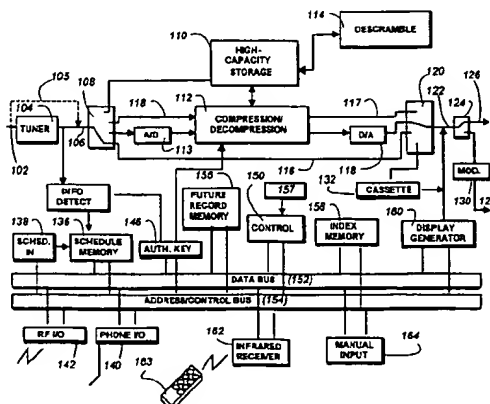 114
110
DESCRAMBLE
HIGH-
CAPACITY
STORAGE
105
104
108
120
TUNER
118
112
117
122
124
126
102
106
COMPRESSION/
DECOMPRESSION
A/D
D/A
113
116
118
MOD.
130
12
132
CASSETTE
INFO
DETECT
155
FUTURE
RECORD
MEMORY
150
157
158
160
138
136
146
CONTROL
INDEX
MEMORY
DISPLAY
GENERATOR
SCHED.
IN
SCHEDULE
MEMORY
AUTH. KEY
DATA BUS (152)
ADDRESS/CONTROL BUS (154)
RF I/O
142
PHONE I/O
140
162
INFRARED
RECEIVER
MANUAL
INPUT
164
163